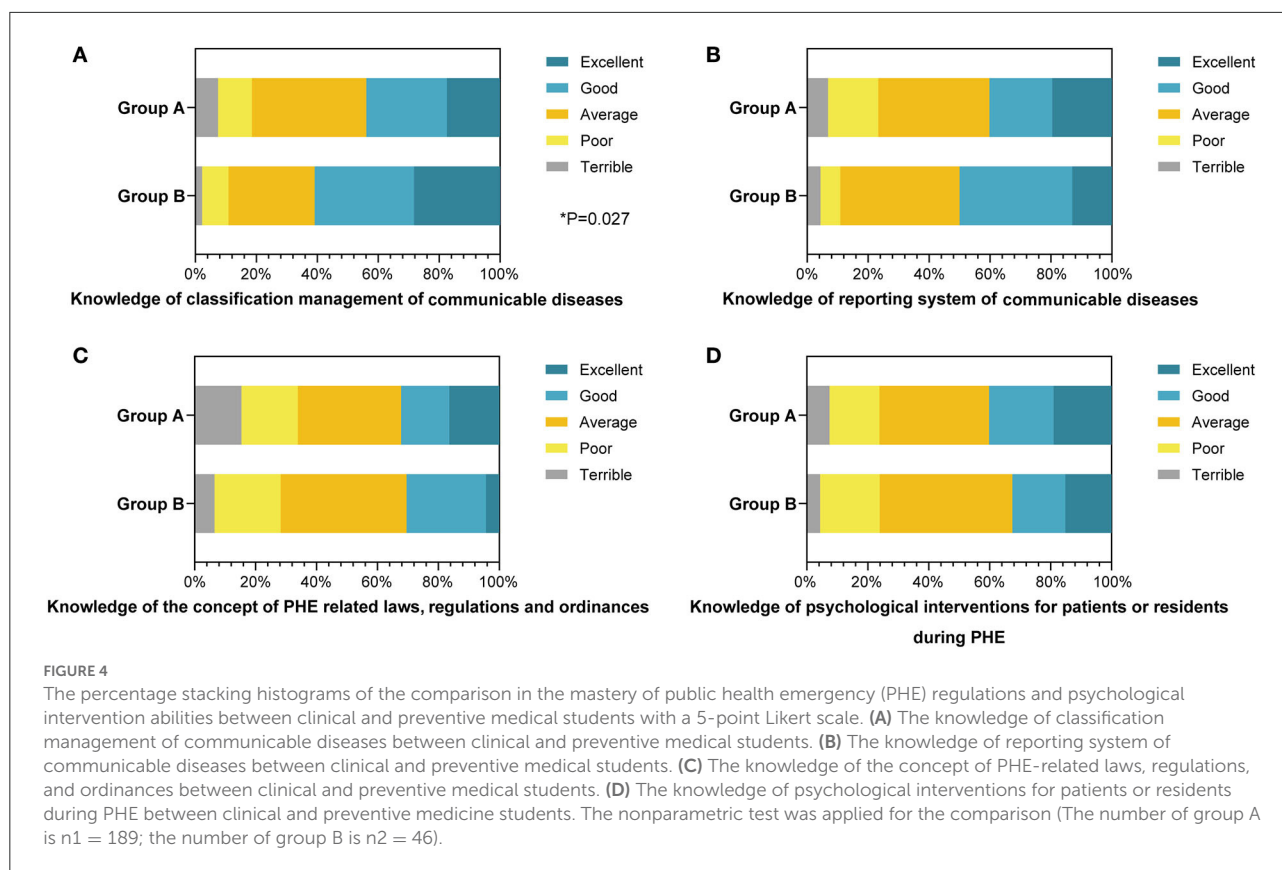 A
Group A
Group B
Excellent
Good
Average
Poor
Terrible
*P=0.027
0% 20% 40% 60% 80% 100%
Knowledge of classification management of communicable diseases
B
Group A
Group B
Excellent
Good
Average
Poor
Terrible
0% 20% 40% 60% 80% 100%
Knowledge of reporting system of communicable diseases
C
Group A
Group B
Excellent
Good
Average
Poor
Terrible
0% 20% 40% 60% 80% 100%
Knowledge of the concept of PHE related laws, regulations and ordinances
D
Group A
Group B
Excellent
Good
Average
Poor
Terrible
0% 20% 40% 60% 80% 100%
Knowledge of psychological interventions for patients or residents
during PHE
FIGURE 4
The percentage stacking histograms of the comparison in the mastery of public health emergency (PHE) regulations and psychological
intervention abilities between clinical and preventive medical students with a 5-point Likert scale. (A) The knowledge of classification
management of communicable diseases between clinical and preventive medical students. (B) The knowledge of reporting system of
communicable diseases between clinical and preventive medical students. (C) The knowledge of the concept of PHE-related laws, regulations,
and ordinances between clinical and preventive medical students. (D) The knowledge of psychological interventions for patients or residents
during PHE between clinical and preventive medicine students. The nonparametric test was applied for the comparison (The number of group A
is n1 = 189; the number of group B is n2 = 46).